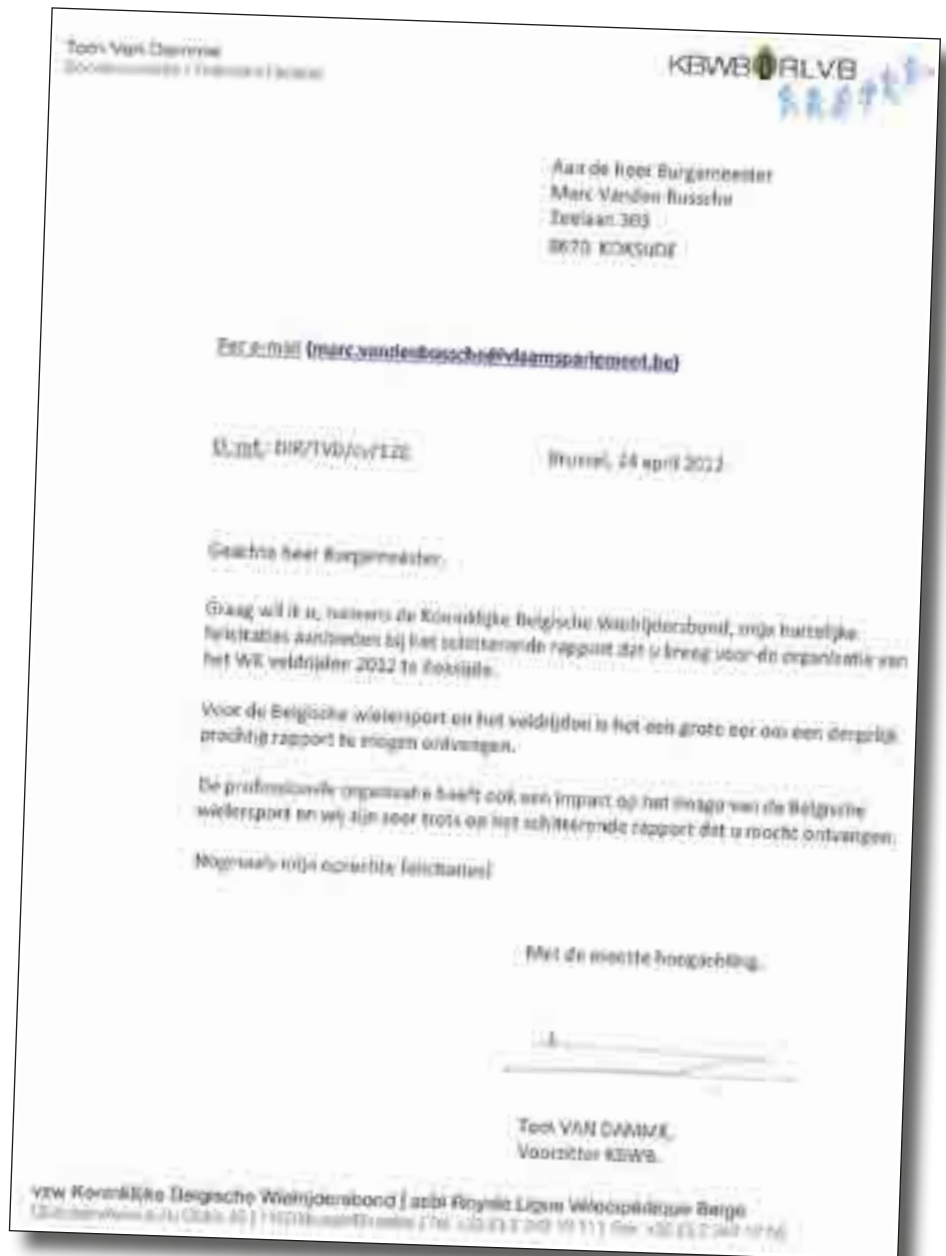 Tom Van Damme
KBWB RLVB
Aan de heer Burgemeester
Marc Vanden Bussche
Zeelaan 303
8670 KOKSIJDE
Per e-mail (marc.vandenbussche@vlaamsparlement.be)
Brussel, 24 april 2012
Geachte heer Burgemeester,
Graag wil ik u, namens de Koninklijke Belgische Wielrijdersbond, mijn hartelijke
felicitaties aanbieden bij het schitterende rapport dat u kreeg voor de organisatie van
het WK veldrijden 2012 te Koksijde.
Voor de Belgische wielersport en het veldrijden is het een grote eer om een dergelijk
prachtig rapport te mogen ontvangen.
De professionele organisatie heeft ook een impact op het imago van de Belgische
wielersport en wij zijn zeer trots op het schitterende rapport dat u mocht ontvangen.
Nogmaals mijn oprechte felicitaties!
Met de meeste hoogachting,
Tom VAN DAMME,
Voorzitter KBWB.
vzw Koninklijke Belgische Wielrijdersbond | asbl Royale Ligue Vélocipédique Belge